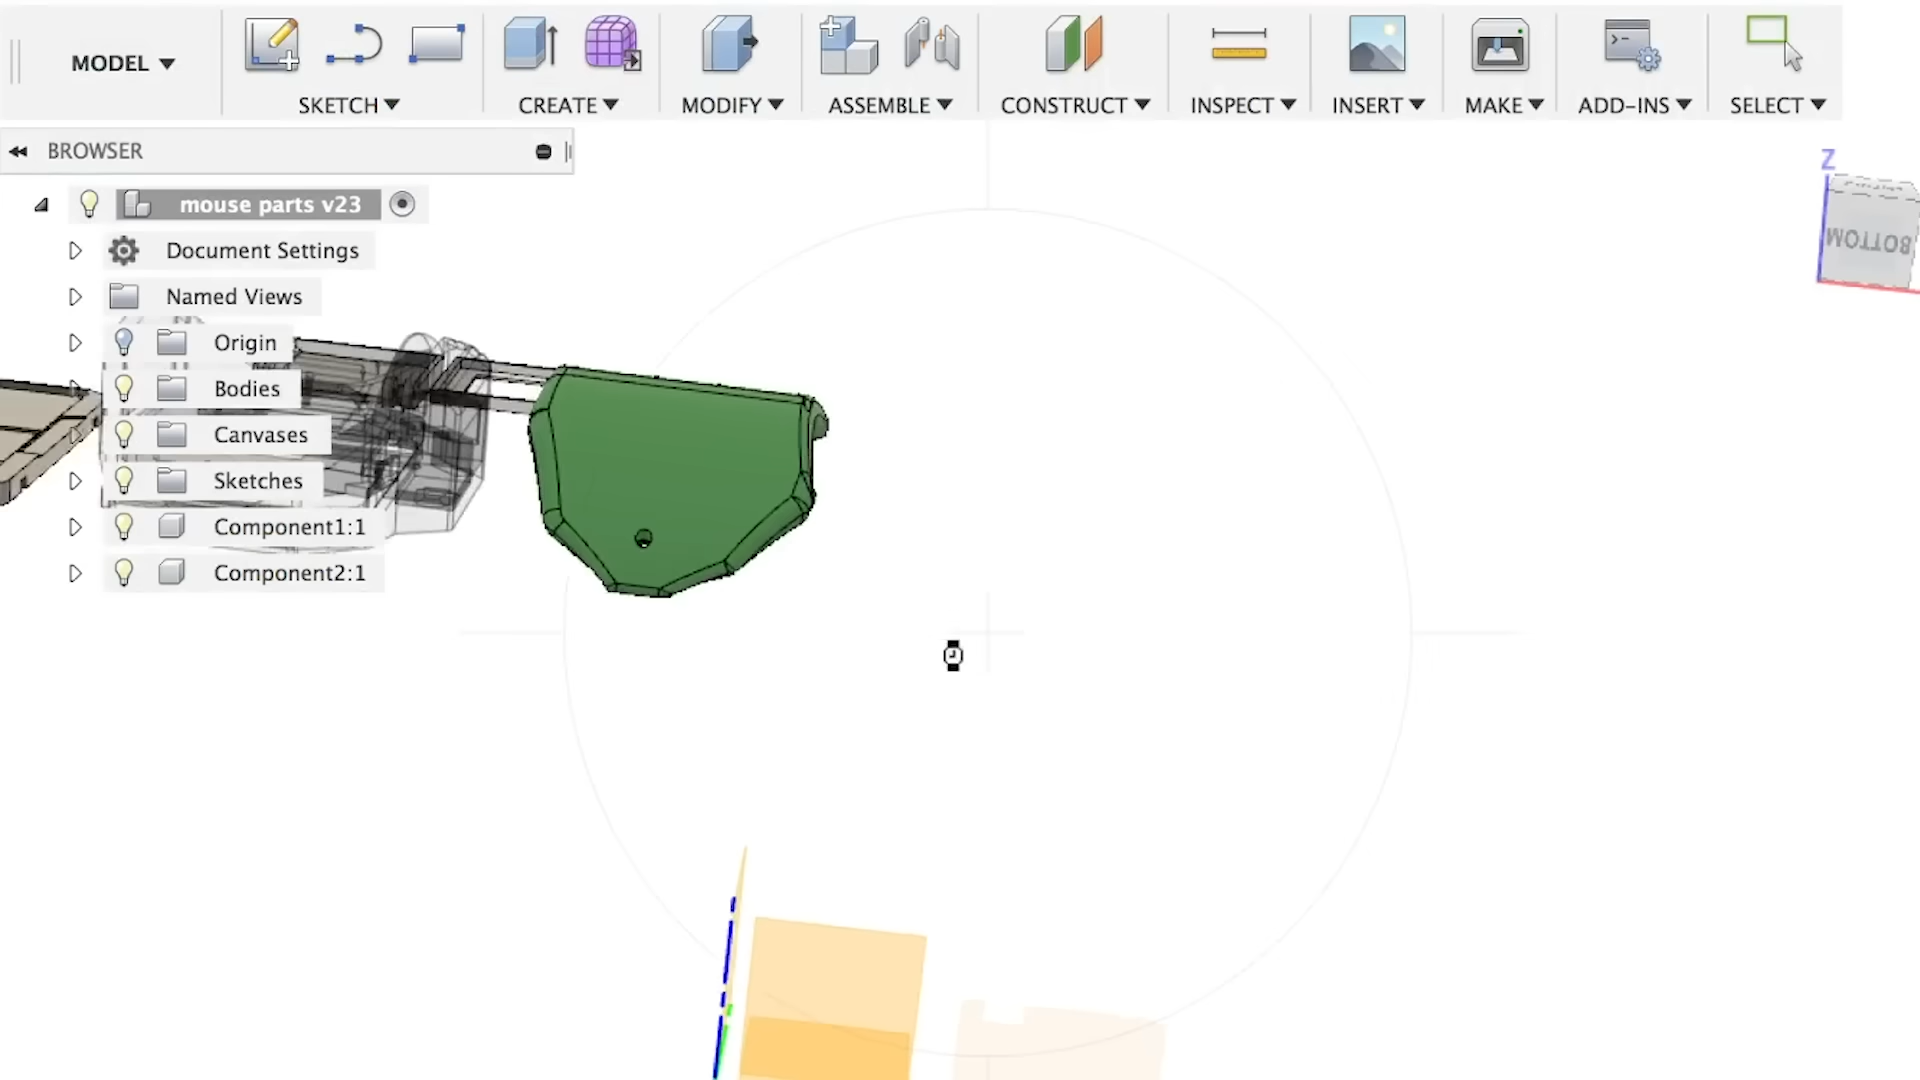 MODEL
SKETCH
CREATE
MODIFY
ASSEMBLE
CONSTRUCT
INSPECT
INSERT
MAKE
ADD-INS
SELECT
BROWSER
mouse parts v23
Document Settings
Named Views
Origin
Bodies
Canvases
Sketches
Component1:1
Component2:1
Z
BOTTOM